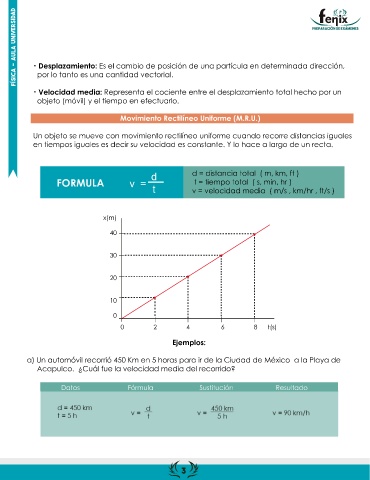 FÍSICA - AULA UNIVERSIDAD
fenix
PREPARACIÓN DE EXÁMENES
• Desplazamiento: Es el cambio de posición de una partícula en determinada dirección,
por lo tanto es una cantidad vectorial.
• Velocidad media: Representa el cociente entre el desplazamiento total hecho por un
objeto (móvil) y el tiempo en efectuarlo.
Movimiento Rectilíneo Uniforme (M.R.U.)
Un objeto se mueve con movimiento rectilíneo uniforme cuando recorre distancias iguales
en tiempos iguales es decir su velocidad es constante. Y lo hace a largo de un recta.
FORMULA v = d / t
d = distancia total ( m, km, ft )
t = tiempo total ( s, min, hr )
v = velocidad media ( m/s , km/hr , ft/s )
x(m)
40
30
20
10
0
0 2 4 6 8 t(s)
Ejemplos:
a) Un automóvil recorrió 450 Km en 5 horas para ir de la Ciudad de México a la Playa de
Acapulco. ¿Cuál fue la velocidad media del recorrido?
Datos Fórmula Sustitución Resultado
d = 450 km
t = 5 h
v = d / t
v = 450 km / 5 h
v = 90 km/h
3